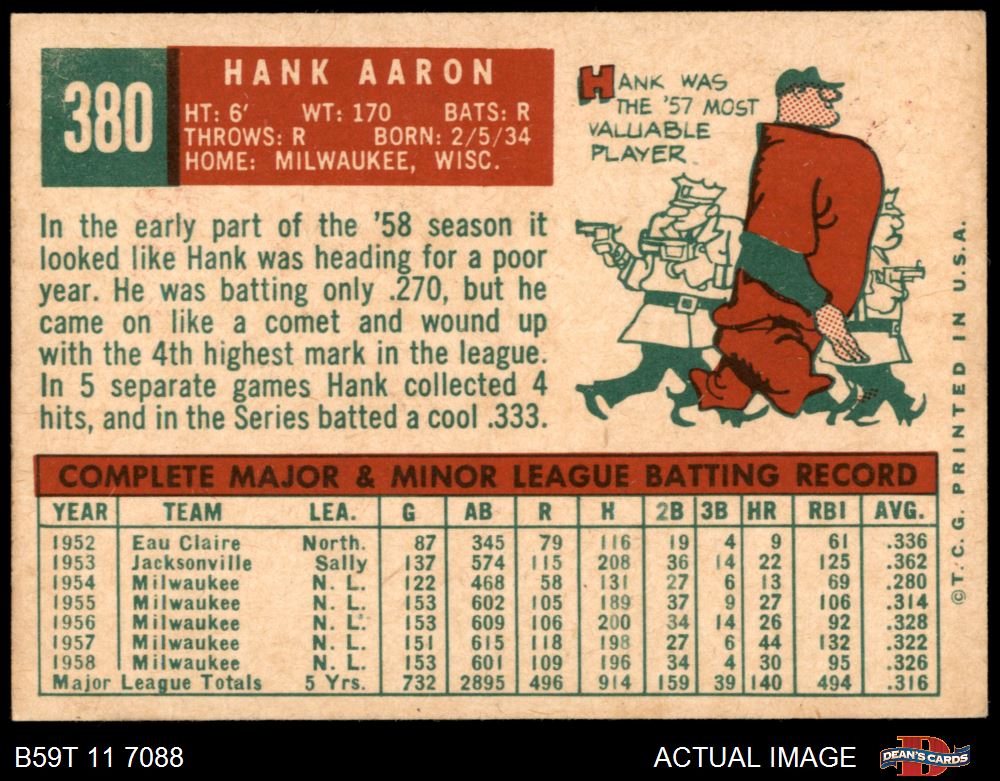 380
HANK AARON
HT: 6' WT: 170 BATS: R
THROWS: R BORN: 2/5/34
HOME: MILWAUKEE, WISC.
HANK WAS
THE '57 MOST
VALUABLE
PLAYER.
In the early part of the '58 season it
looked like Hank was heading for a poor
year. He was batting only .270, but he
came on like a comet and wound up
with the 4th highest mark in the league.
In 5 separate games Hank collected 4
hits, and in the Series batted a cool .333.
COMPLETE MAJOR & MINOR LEAGUE BATTING RECORD
YEAR TEAM LEA. G AB R H 2B 3B HR RBI AVG.
1952 Eau Claire North. 87 345 79 116 19 4 9 61 .336
1953 Jacksonville Sally 137 574 115 208 36 14 22 125 .362
1954 Milwaukee N. L. 122 468 58 131 27 6 13 69 .280
1955 Milwaukee N. L. 153 602 105 189 37 9 27 106 .314
1956 Milwaukee N. L. 153 609 106 200 34 14 26 92 .328
1957 Milwaukee N. L. 151 615 118 198 27 6 44 132 .322
1958 Milwaukee N. L. 153 601 109 196 34 4 30 95 .326
Major League Totals 5 Yrs. 732 2895 496 914 159 39 140 494 .316
©T.C.G. PRINTED IN U.S.A.
B59T 11 7088
ACTUAL IMAGE
DEAN'S CARDS